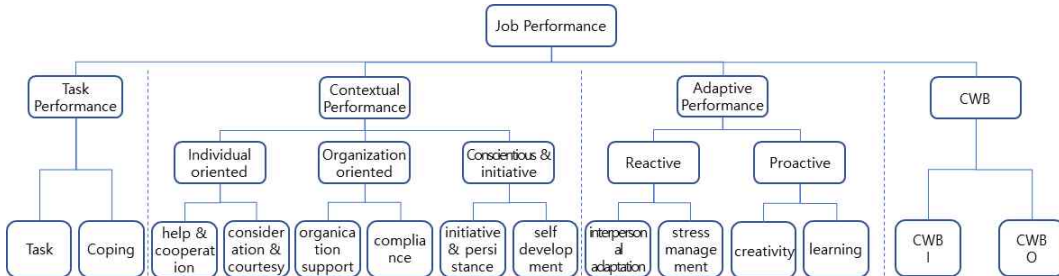 Job Performance
Task
Performance
Contextual
Performance
Adaptive
Performance
CWB
Individual
oriented
Organization
oriented
Conscientious &
initiative
Reactive
Proactive
Task
Coping
help &
cooperat
ion
consider
ation &
courtesy
organica
tion
support
complia
nce
initiative
& persi
stance
self
develop
ment
interperson
al
adaptation
stress
manage
ment
creativity
learning
CWB
I
CWB
O